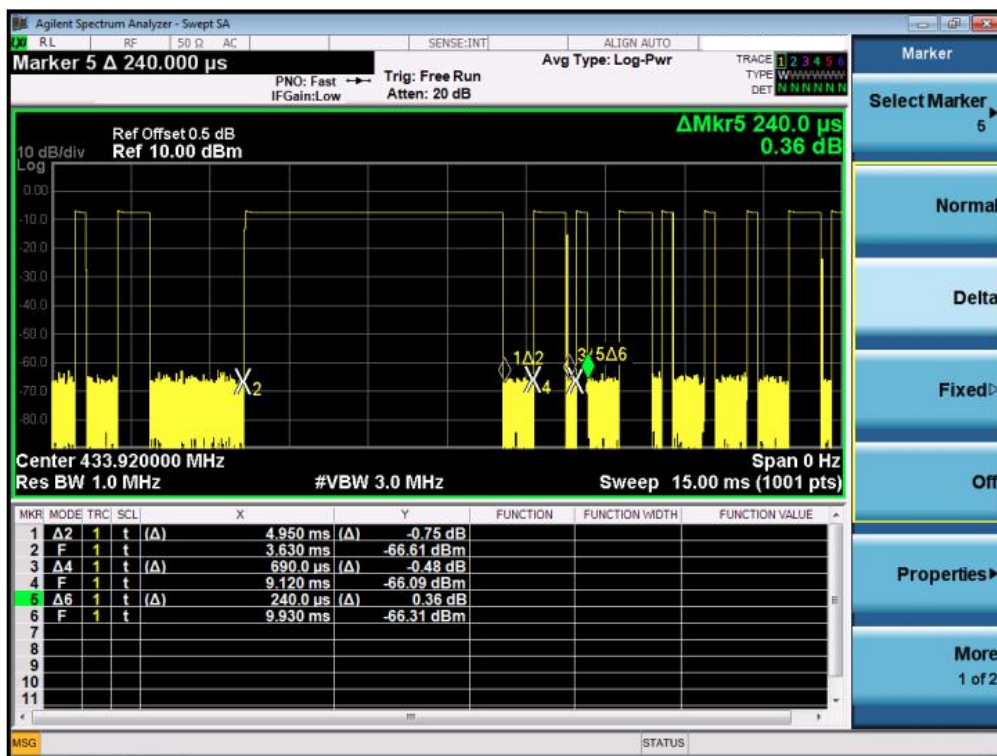 Agilent Spectrum Analyzer - Swept SA
LXI RL RF 50 Ω AC SENSE:INT ALIGN AUTO
Marker 5 Δ 240.000 µs
PNO: Fast
IFGain:Low
Trig: Free Run
Atten: 20 dB
Avg Type: Log-Pwr
TRACE 1 2 3 4 5 6
TYPE WWWWWW
DET N N N N N N
Ref Offset 0.5 dB
10 dB/div Ref 10.00 dBm
Log
ΔMkr5 240.0 µs
0.36 dB
0.00
-10.0
-20.0
-30.0
-40.0
-50.0
-60.0
-70.0
-80.0
1Δ2
2
4
5Δ6
Center 433.920000 MHz Span 0 Hz
Res BW 1.0 MHz #VBW 3.0 MHz Sweep 15.00 ms (1001 pts)
MKR MODE TRC SCL X Y FUNCTION FUNCTION WIDTH FUNCTION VALUE
1 Δ2 1 t (Δ) 4.950 ms (Δ) -0.75 dB
2 F 1 t 3.630 ms -66.61 dBm
3 Δ4 1 t (Δ) 690.0 µs (Δ) -0.48 dB
4 F 1 t 9.120 ms -66.09 dBm
5 Δ6 1 t (Δ) 240.0 µs (Δ) 0.36 dB
6 F 1 t 9.930 ms -66.31 dBm
7
8
9
10
11
MSG STATUS
Marker
Select Marker
5
Normal
Delta
Fixed
Off
Properties
More
1 of 2